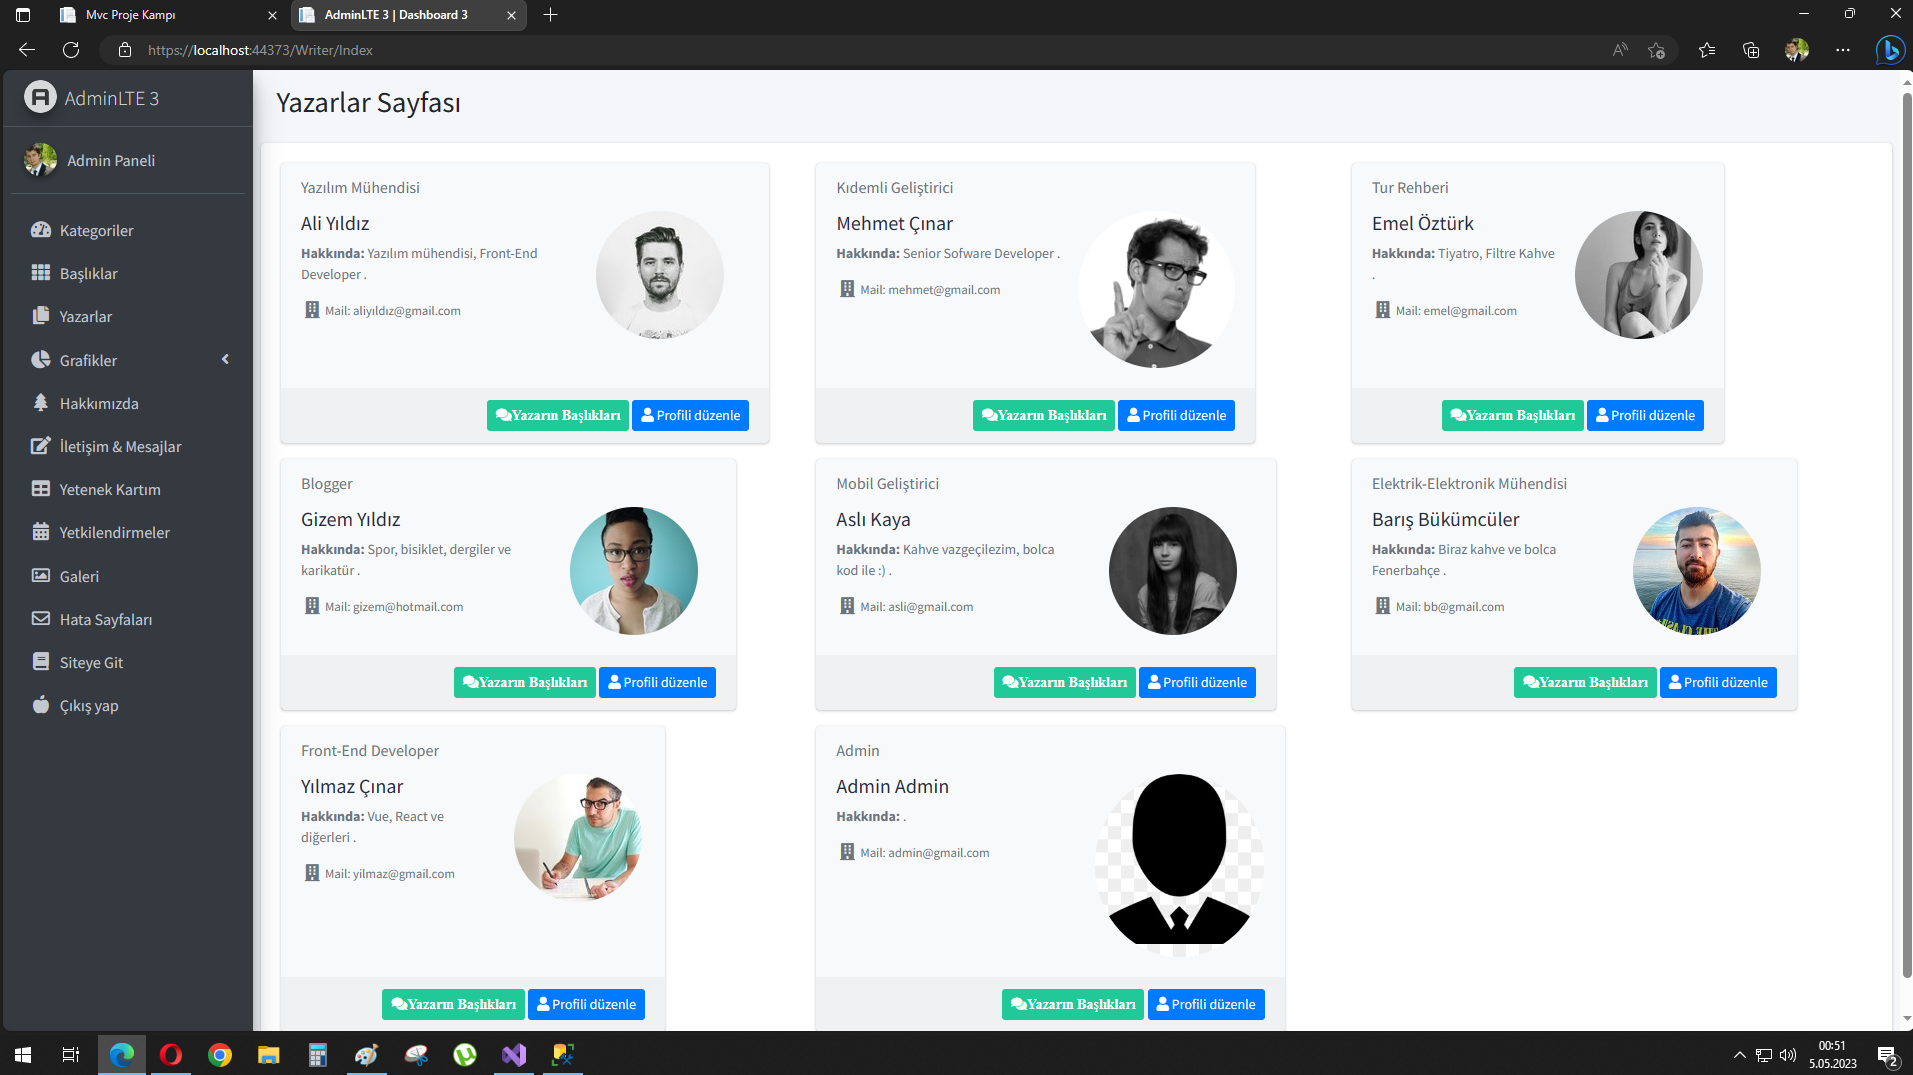 Mvc Proje Kampı
AdminLTE 3 | Dashboard 3
https://localhost:44373/Writer/Index
AdminLTE 3
Admin Paneli
Kategoriler
Başlıklar
Yazarlar
Grafikler
Hakkımızda
İletişim & Mesajlar
Yetenek Kartım
Yetkilendirmeler
Galeri
Hata Sayfaları
Siteye Git
Çıkış yap
Yazarlar Sayfası
Yazılım Mühendisi
Ali Yıldız
Hakkında: Yazılım mühendisi, Front-End
Developer .
Mail: aliyıldız@gmail.com
Yazarın Başlıkları Profili düzenle
Kıdemli Geliştirici
Mehmet Çınar
Hakkında: Senior Sofware Developer .
Mail: mehmet@gmail.com
Yazarın Başlıkları Profili düzenle
Tur Rehberi
Emel Öztürk
Hakkında: Tiyatro, Filtre Kahve
.
Mail: emel@gmail.com
Yazarın Başlıkları Profili düzenle
Blogger
Gizem Yıldız
Hakkında: Spor, bisiklet, dergiler ve
karikatür .
Mail: gizem@hotmail.com
Yazarın Başlıkları Profili düzenle
Mobil Geliştirici
Aslı Kaya
Hakkında: Kahve vazgeçilezim, bolca
kod ile :) .
Mail: asli@gmail.com
Yazarın Başlıkları Profili düzenle
Elektrik-Elektronik Mühendisi
Barış Bükümcüler
Hakkında: Biraz kahve ve bolca
Fenerbahçe .
Mail: bb@gmail.com
Yazarın Başlıkları Profili düzenle
Front-End Developer
Yılmaz Çınar
Hakkında: Vue, React ve
diğerleri .
Mail: yilmaz@gmail.com
Yazarın Başlıkları Profili düzenle
Admin
Admin Admin
Hakkında: .
Mail: admin@gmail.com
Yazarın Başlıkları Profili düzenle
00:51
5.05.2023
2